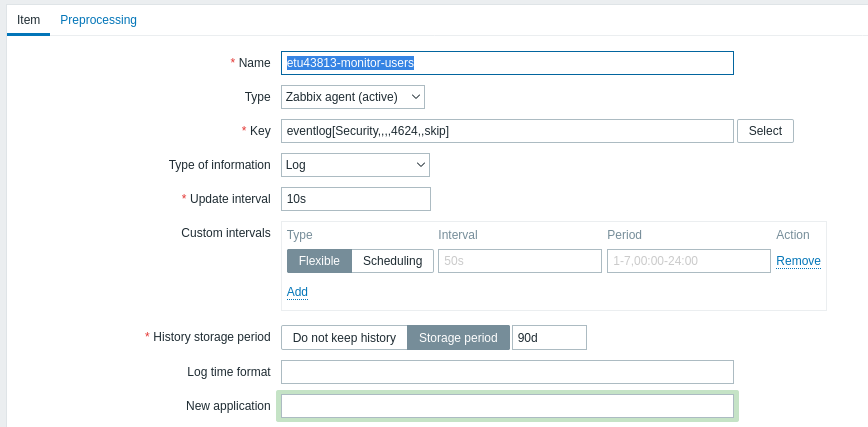 Item Preprocessing
* Name etu43813-monitor-users
Type Zabbix agent (active)
* Key eventlog[Security,,,,4624,,skip] Select
Type of information Log
* Update interval 10s
Custom intervals Type Interval Period Action
Flexible Scheduling 50s 1-7,00:00-24:00 Remove
Add
* History storage period Do not keep history Storage period 90d
Log time format
New application